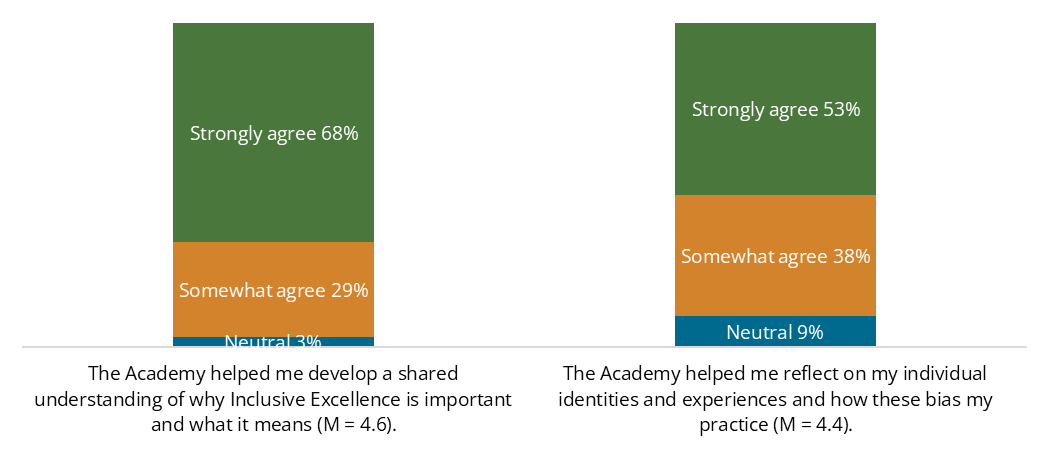 Strongly agree 68%
Somewhat agree 29%
Neutral 3%
The Academy helped me develop a shared
understanding of why Inclusive Excellence is important
and what it means (M = 4.6).
Strongly agree 53%
Somewhat agree 38%
Neutral 9%
The Academy helped me reflect on my individual
identities and experiences and how these bias my
practice (M = 4.4).